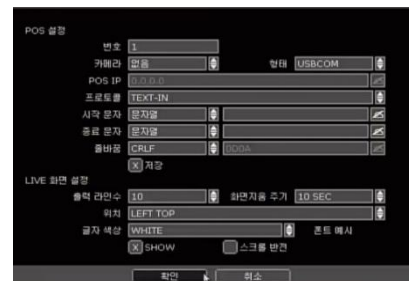 POS 설정
번호 1
카메라 없음 형태 USBCOM
POS IP 0.0.0.0
프로토콜 TEXT-IN
시작 문자 문자열
종료 문자 문자열
줄바꿈 CRLF 0D0A
X 저장
LIVE 화면 설정
출력 라인수 10 화면지움 주기 10 SEC
위치 LEFT TOP
글자 색상 WHITE 폰트 예시
X SHOW 스크롤 반전
확인 취소